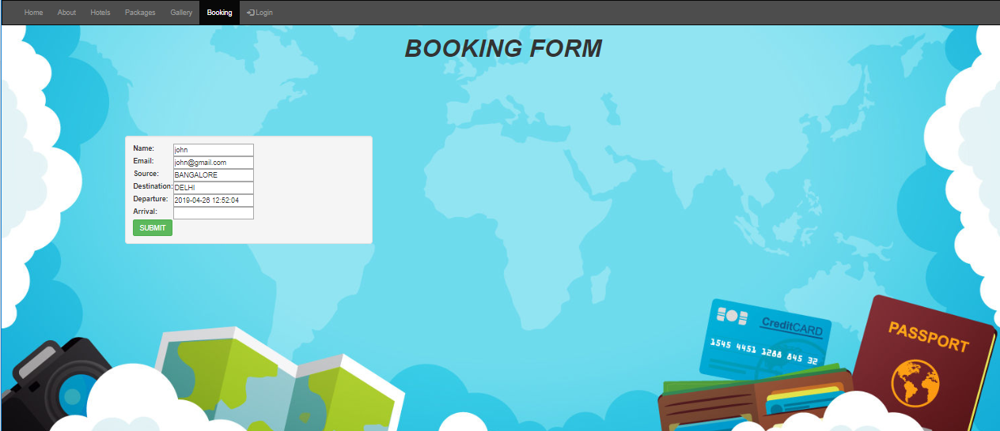 Home About Hotels Packages Gallery Booking Login
BOOKING FORM
Name: john
Email: john@gmail.com
Source: BANGALORE
Destination: DELHI
Departure: 2019-04-26 12:52:04
Arrival:
SUBMIT
CreditCARD
1545 4451 1288 845 32
PASSPORT